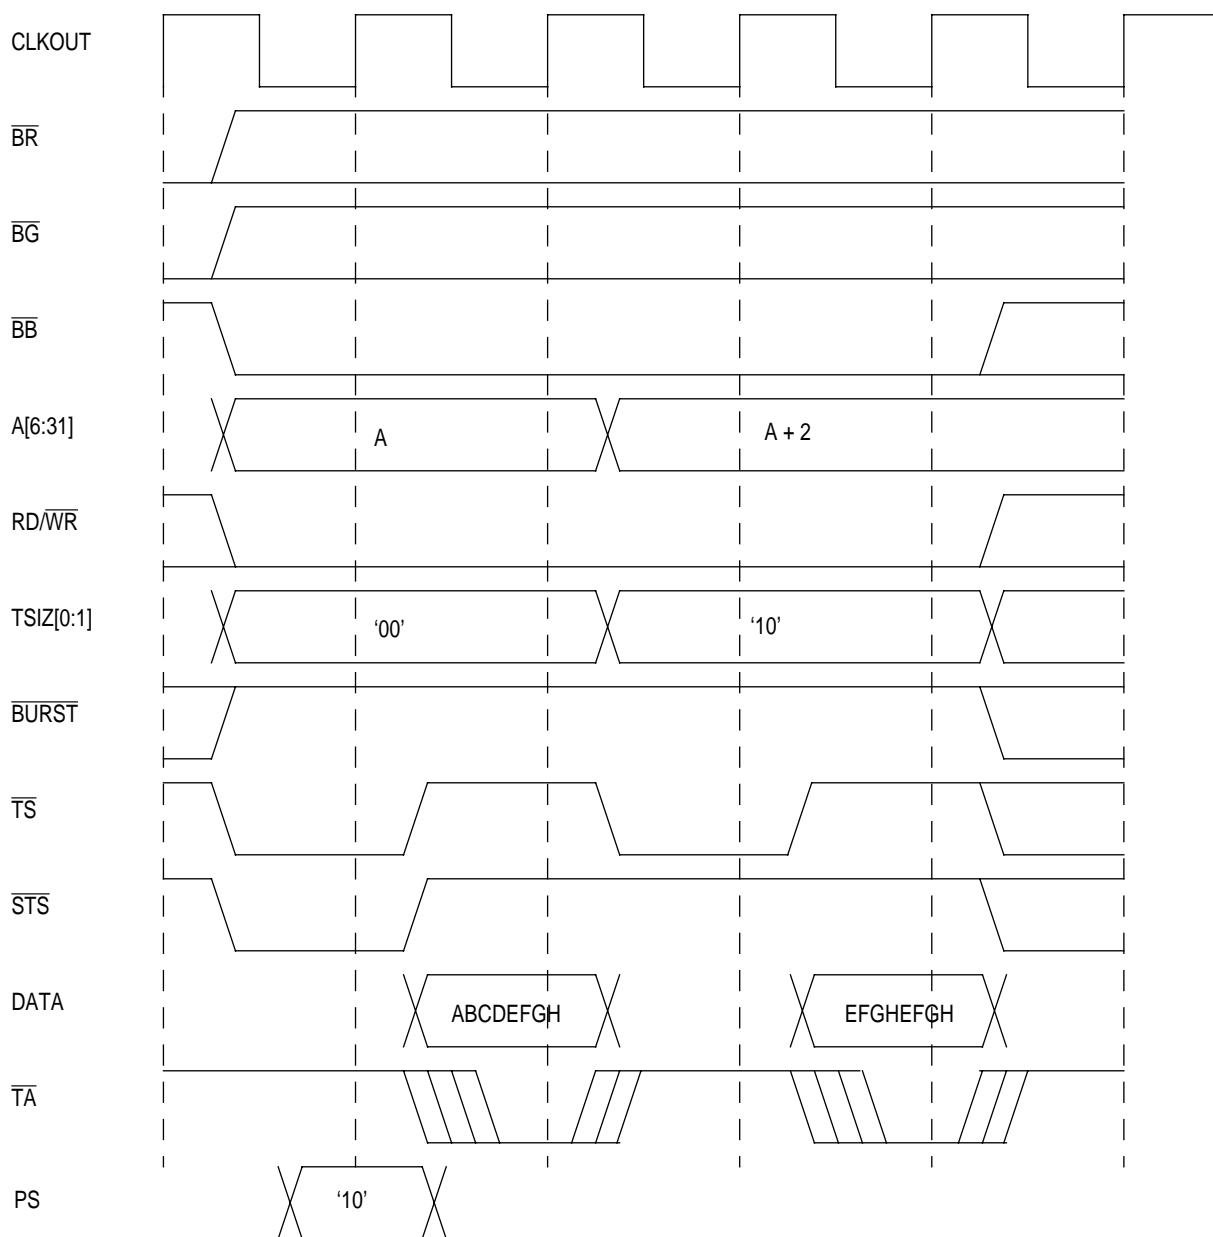 CLKOUT
BR
BG
BB
A[6:31] A A + 2
RD/WR
TSIZ[0:1] ‘00’ ‘10’
BURST
TS
STS
DATA ABCDEFGH EFGHEFGH
TA
PS ‘10’